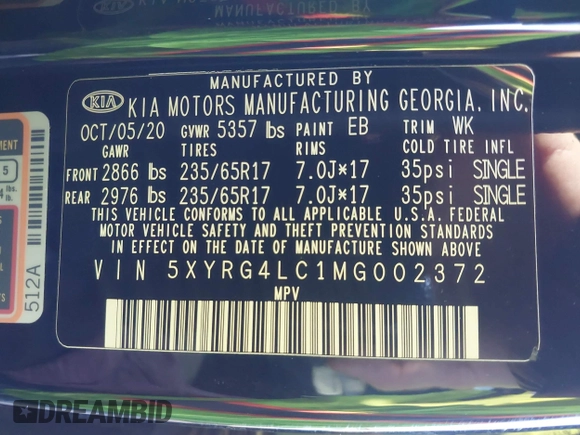 MANUFACTURED BY
KIA KIA MOTORS MANUFACTURING GEORGIA, INC.
OCT/05/20 GVWR 5357 lbs PAINT EB TRIM WK
GAWR TIRES RIMS COLD TIRE INFL
FRONT 2866 lbs 235/65R17 7.0J*17 35psi SINGLE
REAR 2976 lbs 235/65R17 7.0J*17 35psi SINGLE
THIS VEHICLE CONFORMS TO ALL APPLICABLE U.S.A. FEDERAL
MOTOR VEHICLE SAFETY AND THEFT PREVENTION STANDARDS
IN EFFECT ON THE DATE OF MANUFACTURE SHOWN ABOVE.
VIN 5XYRG4LC1MG002372
MPV
5
512A
DREAMBID